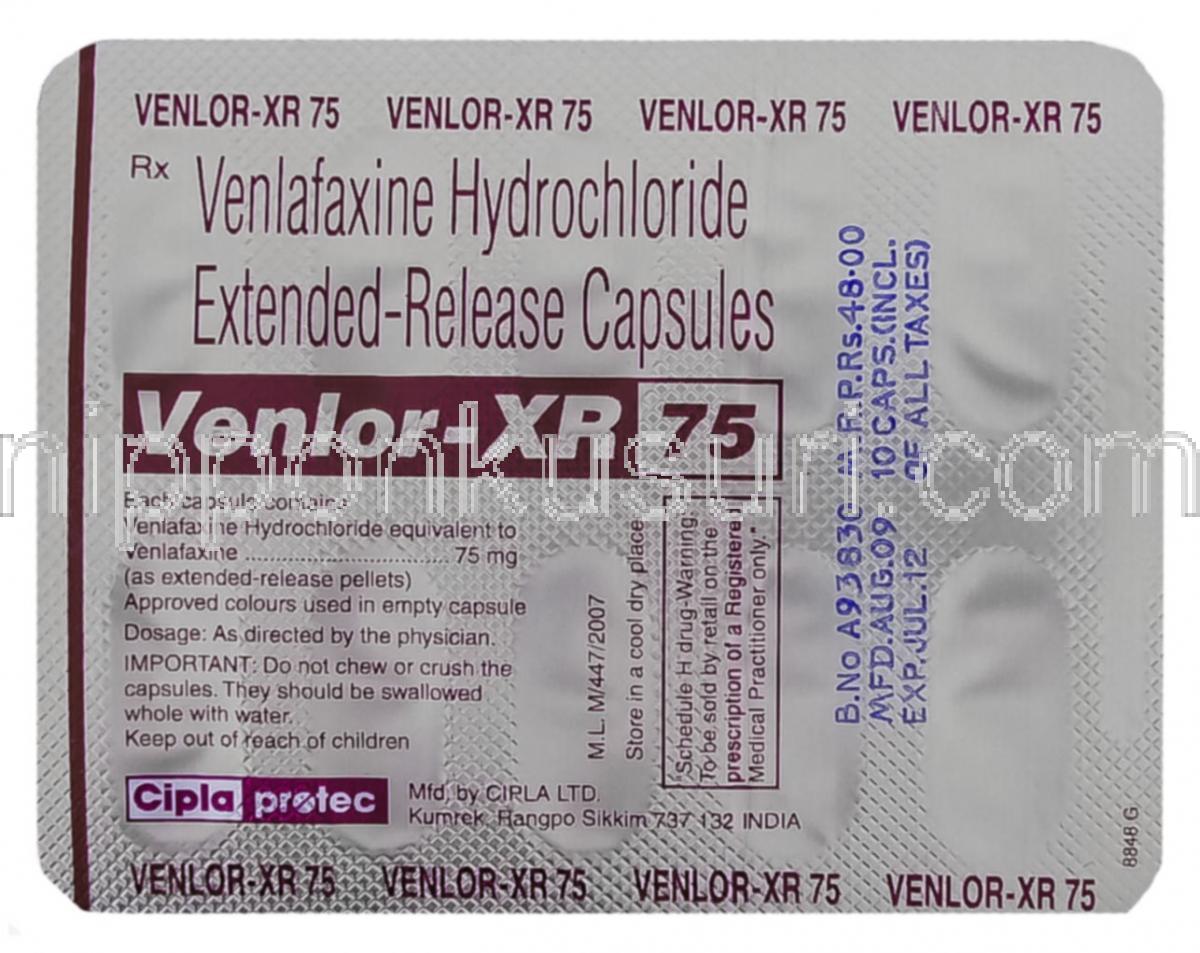 VENLOR-XR 75 VENLOR-XR 75 VENLOR-XR 75 VENLOR-XR 75
Rx Venlafaxine Hydrochloride
Extended-Release Capsules
Venlor-XR 75
nipponkusuri.com
Each capsule contains
Venlafaxine Hydrochloride equivalent to
Venlafaxine .................................. 75 mg
(as extended-release pellets)
Approved colours used in empty capsule
Dosage: As directed by the physician.
IMPORTANT: Do not chew or crush the
capsules. They should be swallowed
whole with water.
Keep out of reach of children
M.L. M/447/2007
Store in a cool dry place
"Schedule H drug-Warning:
To be sold by retail on the
prescription of a Registered
Medical Practitioner only."
B.No A9383C M.R.P.Rs.48.00
MFD.AUG.09 10 CAPS.(INCL.
EXP.JUL.12 OF ALL TAXES)
Cipla protec
Mfd. by CIPLA LTD.
Kumrek, Rangpo Sikkim 737 132 INDIA
8848 G
VENLOR-XR 75 VENLOR-XR 75 VENLOR-XR 75 VENLOR-XR 75